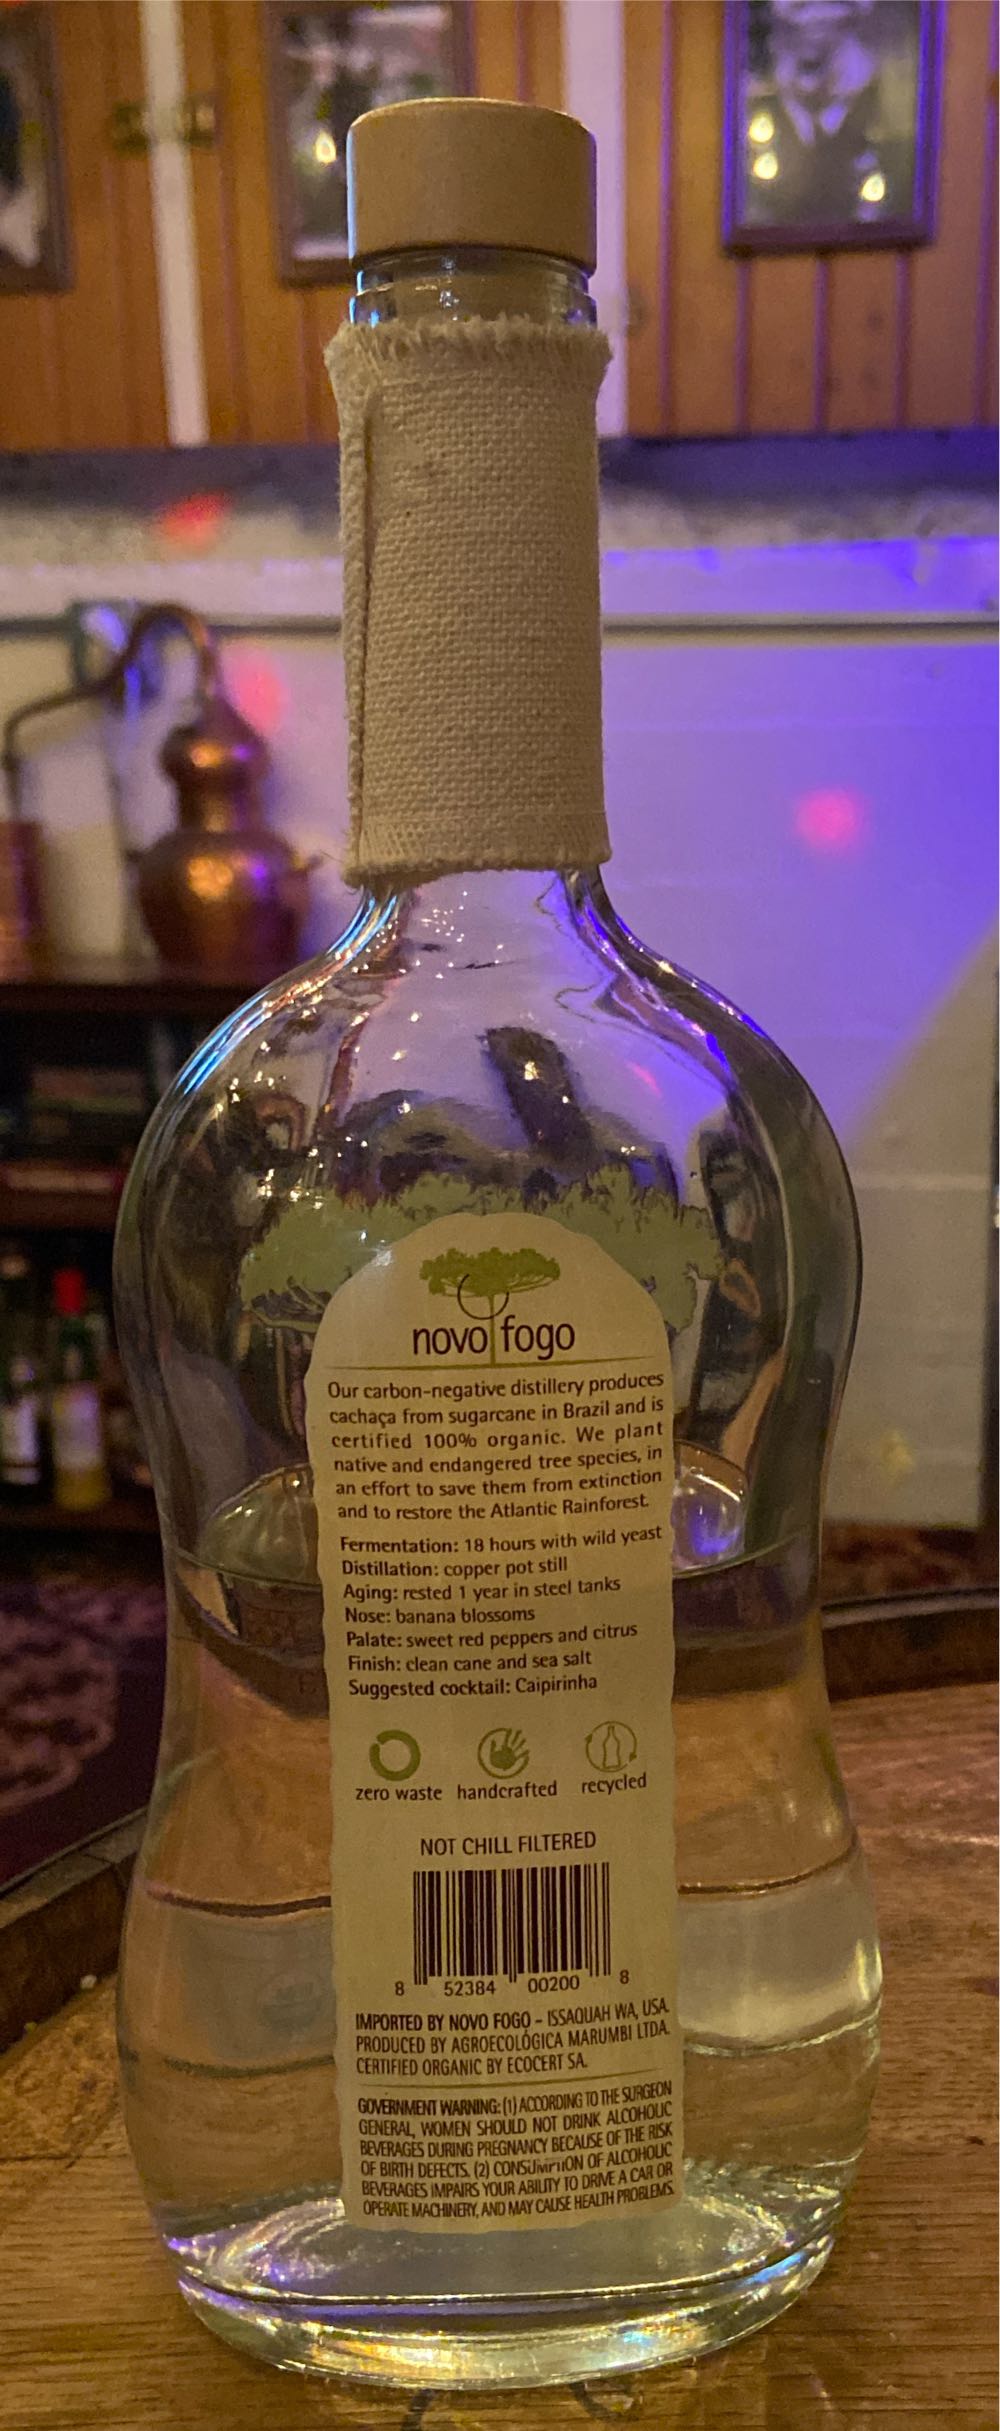 novo fogo
Our carbon-negative distillery produces
cachaça from sugarcane in Brazil and is
certified 100% organic. We plant
native and endangered tree species, in
an effort to save them from extinction
and to restore the Atlantic Rainforest.
Fermentation: 18 hours with wild yeast
Distillation: copper pot still
Aging: rested 1 year in steel tanks
Nose: banana blossoms
Palate: sweet red peppers and citrus
Finish: clean cane and sea salt
Suggested cocktail: Caipirinha
zero waste handcrafted recycled
NOT CHILL FILTERED
8 52384 00200 8
IMPORTED BY NOVO FOGO – ISSAQUAH WA, USA.
PRODUCED BY AGROECOLÓGICA MARUMBI LTDA.
CERTIFIED ORGANIC BY ECOCERT SA.
GOVERNMENT WARNING: (1) ACCORDING TO THE SURGEON
GENERAL, WOMEN SHOULD NOT DRINK ALCOHOLIC
BEVERAGES DURING PREGNANCY BECAUSE OF THE RISK
OF BIRTH DEFECTS. (2) CONSUMPTION OF ALCOHOLIC
BEVERAGES IMPAIRS YOUR ABILITY TO DRIVE A CAR OR
OPERATE MACHINERY, AND MAY CAUSE HEALTH PROBLEMS.